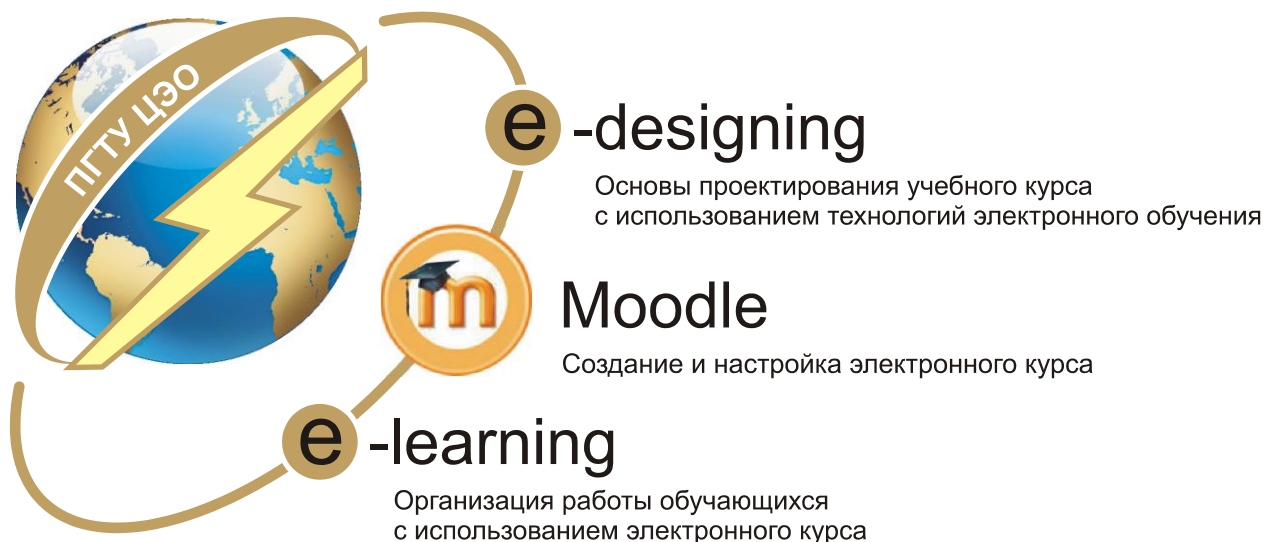 ПГТУ ЦЭО
e -designing
Основы проектирования учебного курса
с использованием технологий электронного обучения
m
Moodle
Создание и настройка электронного курса
e -learning
Организация работы обучающихся
с использованием электронного курса